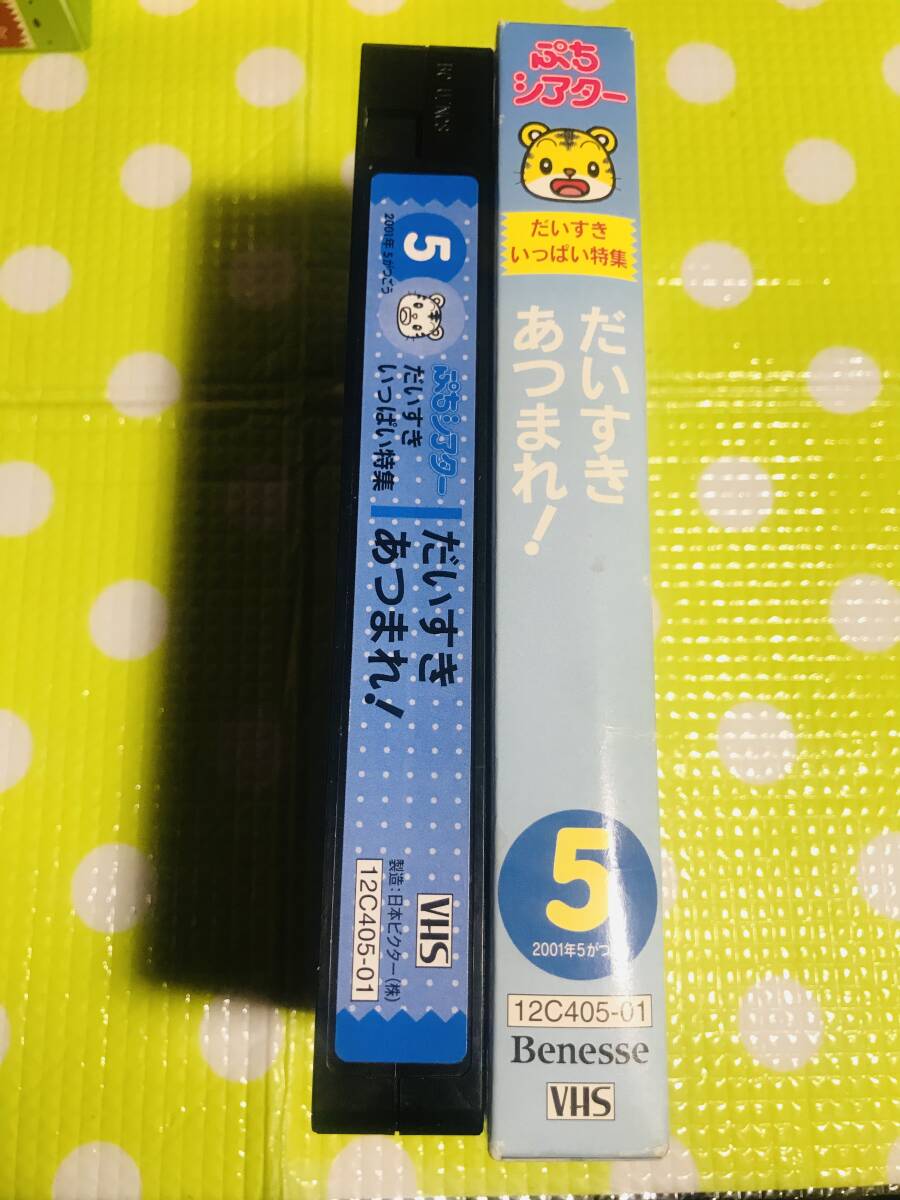 5
2001年 5がつごう
ぷちシアター
だいすき
いっぱい特集
だいすき
あつまれ!
VHS
製造:日本ビクター(株)
12C405-01
ぷち
シアター
だいすき
いっぱい特集
だいすき
あつまれ!
5
2001年5がつ
12C405-01
Benesse
VHS